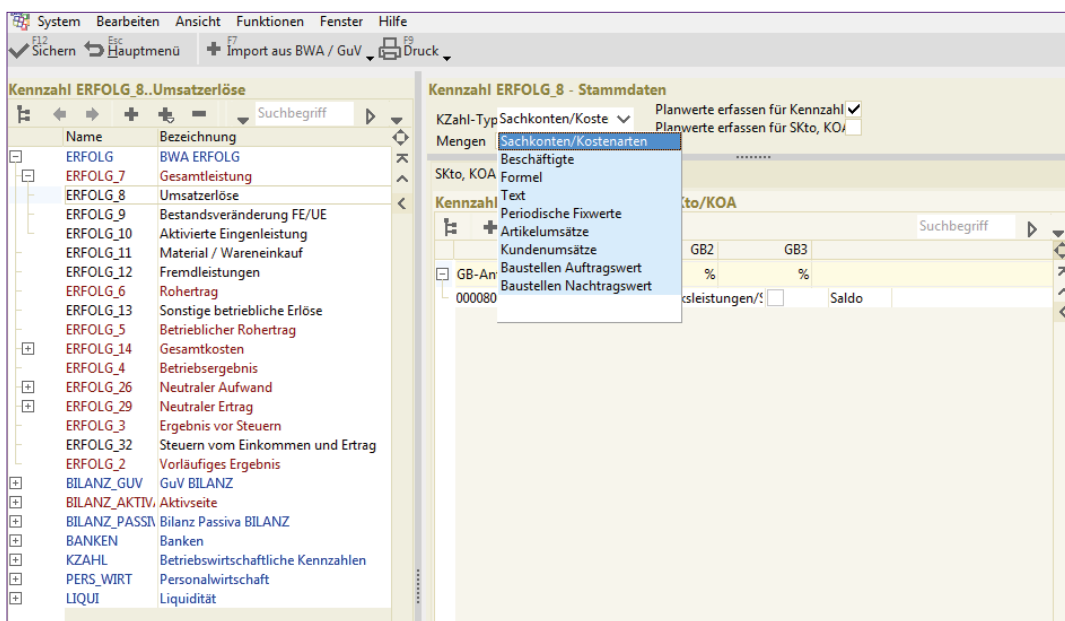 System Bearbeiten Ansicht Funktionen Fenster Hilfe
F12 Sichern Esc Hauptmenü F7 Import aus BWA / GuV F9 Druck
Kennzahl ERFOLG_8..Umsatzerlöse
Suchbegriff
Name Bezeichnung
ERFOLG BWA ERFOLG
ERFOLG_7 Gesamtleistung
ERFOLG_8 Umsatzerlöse
ERFOLG_9 Bestandsveränderung FE/UE
ERFOLG_10 Aktivierte Eingenleistung
ERFOLG_11 Material / Wareneinkauf
ERFOLG_12 Fremdleistungen
ERFOLG_6 Rohertrag
ERFOLG_13 Sonstige betriebliche Erlöse
ERFOLG_5 Betrieblicher Rohertrag
ERFOLG_14 Gesamtkosten
ERFOLG_4 Betriebsergebnis
ERFOLG_26 Neutraler Aufwand
ERFOLG_29 Neutraler Ertrag
ERFOLG_3 Ergebnis vor Steuern
ERFOLG_32 Steuern vom Einkommen und Ertrag
ERFOLG_2 Vorläufiges Ergebnis
BILANZ_GUV GuV BILANZ
BILANZ_AKTIV Aktivseite
BILANZ_PASSIV Bilanz Passiva BILANZ
BANKEN Banken
KZAHL Betriebswirtschaftliche Kennzahlen
PERS_WIRT Personalwirtschaft
LIQUI Liquidität
Kennzahl ERFOLG_8 - Stammdaten
KZahl-Typ Sachkonten/Koste Planwerte erfassen für Kennzahl
Planwerte erfassen für SKto, KOA
Mengen
Sachkonten/Kostenarten
Beschäftigte
Formel
Text
Periodische Fixwerte
Artikelumsätze
Kundenumsätze
Baustellen Auftragswert
Baustellen Nachtragswert
SKto, KOA
Kennzahl Kto/KOA
Suchbegriff
GB2 GB3
GB-An % %
000080 ksleistungen/S Saldo